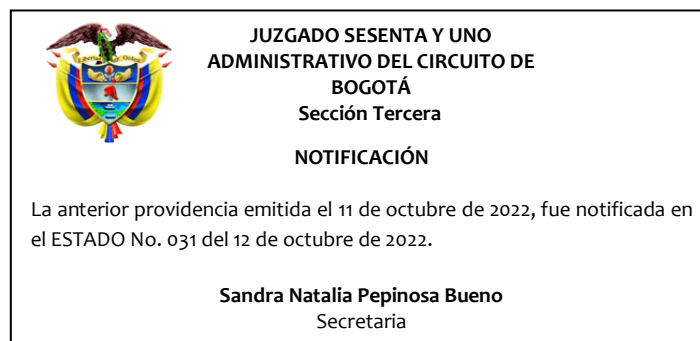 JUZGADO SESENTA Y UNO
ADMINISTRATIVO DEL CIRCUITO DE
BOGOTÁ
Sección Tercera
NOTIFICACIÓN
La anterior providencia emitida el 11 de octubre de 2022, fue notificada en
el ESTADO No. 031 del 12 de octubre de 2022.
Sandra Natalia Pepinosa Bueno
Secretaria